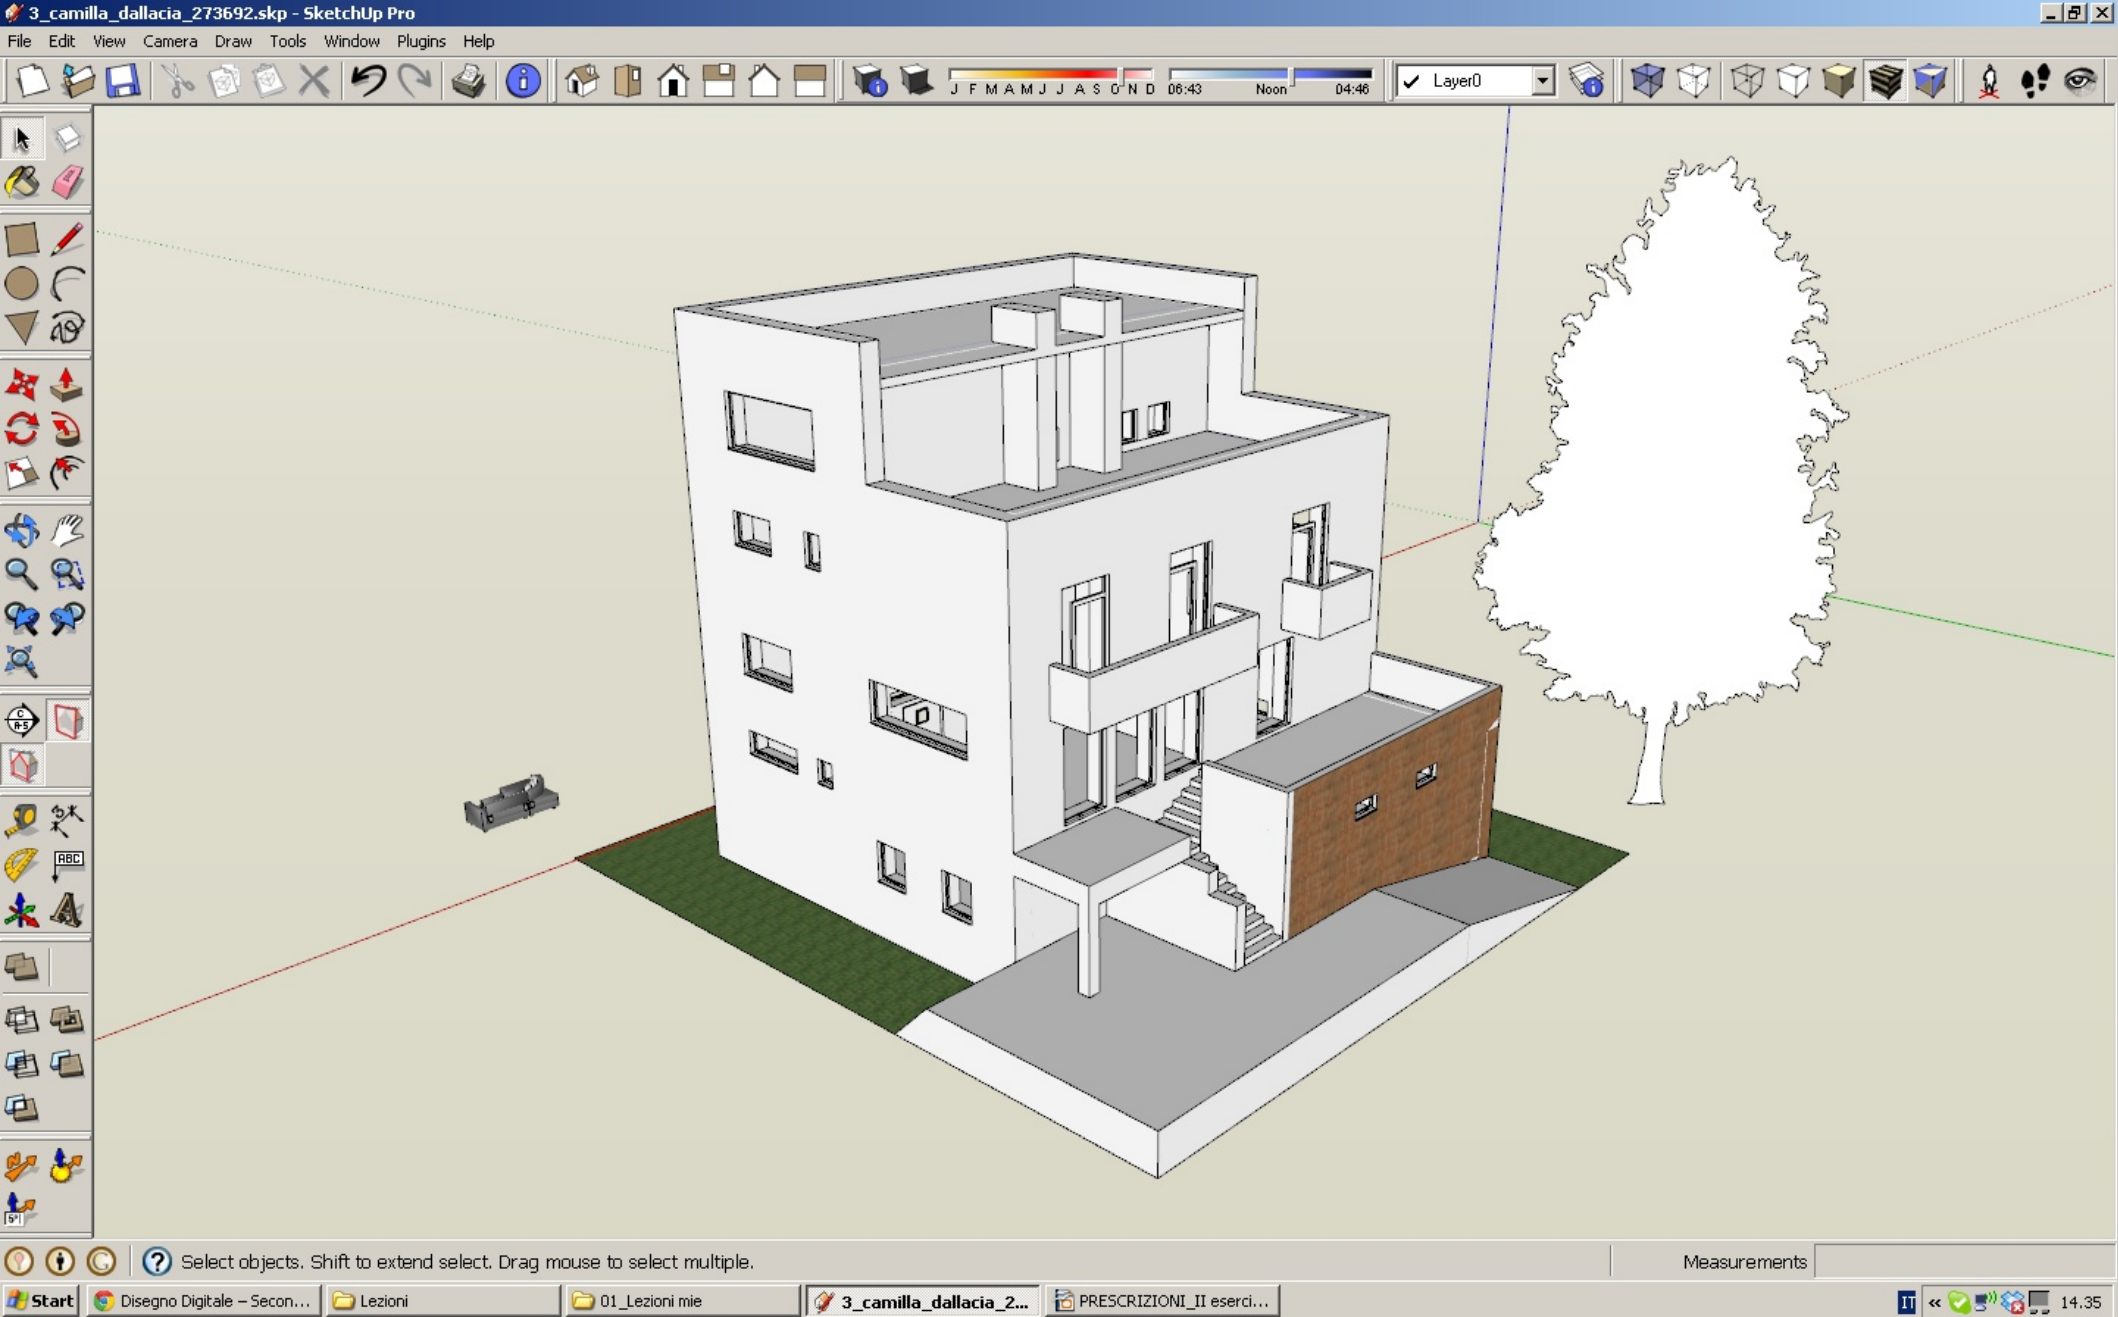 3_camilla_dallacia_273692.skp - SketchUp Pro
File Edit View Camera Draw Tools Window Plugins Help
J F M A M J J A S O N D 06:43 Noon 04:46 Layer0
C
A-5
ABC
A
Select objects. Shift to extend select. Drag mouse to select multiple.
Measurements
Start Disegno Digitale – Secon... Lezioni 01_Lezioni mie 3_camilla_dallacia_2... PRESCRIZIONI_II eserci... IT « 14.35